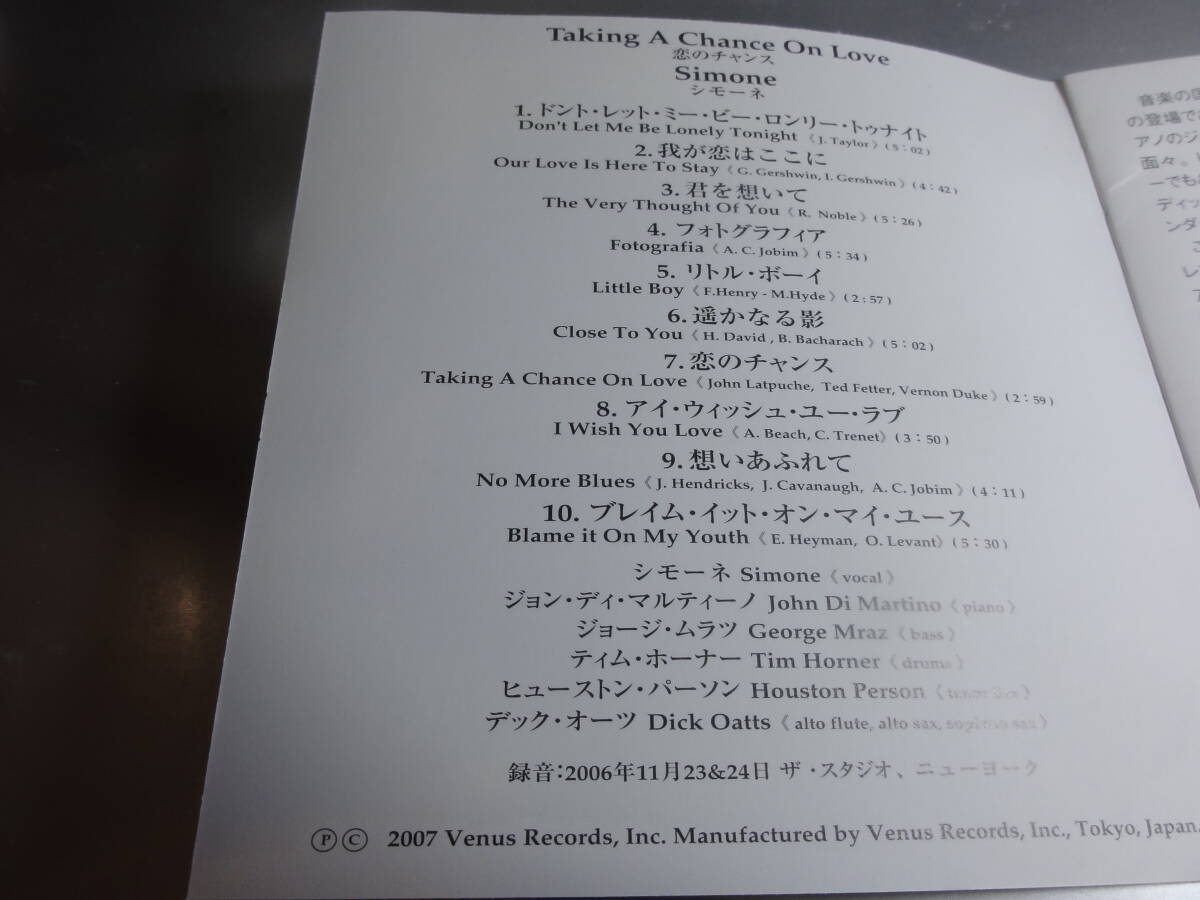 Taking A Chance On Love
恋のチャンス
Simone
シモーネ
1. ドント・レット・ミー・ビー・ロンリー・トゥナイト
Don't Let Me Be Lonely Tonight《 J. Taylor 》( 5：02 )
2. 我が恋はここに
Our Love Is Here To Stay《 G. Gershwin, I. Gershwin 》( 4：42 )
3. 君を想いて
The Very Thought Of You《 R. Noble 》( 5：26 )
4. フォトグラフィア
Fotografia《 A. C. Jobim 》( 5：34 )
5. リトル・ボーイ
Little Boy《 F.Henry - M.Hyde 》( 2：57 )
6. 遥かなる影
Close To You《 H. David , B. Bacharach 》( 5：02 )
7. 恋のチャンス
Taking A Chance On Love《 John Latpuche, Ted Fetter, Vernon Duke 》( 2：59 )
8. アイ・ウィッシュ・ユー・ラブ
I Wish You Love《 A. Beach, C. Trenet》( 3：50 )
9. 想いあふれて
No More Blues《 J. Hendricks, J. Cavanaugh, A. C. Jobim 》( 4：11 )
10. ブレイム・イット・オン・マイ・ユース
Blame it On My Youth《 E. Heyman, O. Levant》( 5：30 )
シモーネ Simone《 vocal 》
ジョン・ディ・マルティーノ John Di Martino《 piano 》
ジョージ・ムラツ George Mraz《 bass 》
ティム・ホーナー Tim Horner《 drums 》
ヒューストン・パーソン Houston Person《 tenor sax 》
デック・オーツ Dick Oatts《 alto flute, alto sax, soprano sax 》
録音：2006年11月23&24日 ザ・スタジオ、ニューヨーク
Ⓟ Ⓒ 2007 Venus Records, Inc. Manufactured by Venus Records, Inc., Tokyo, Japan.
音楽の
の登場で
アノのジ
面々。
ーでも
ディッ
ンダ